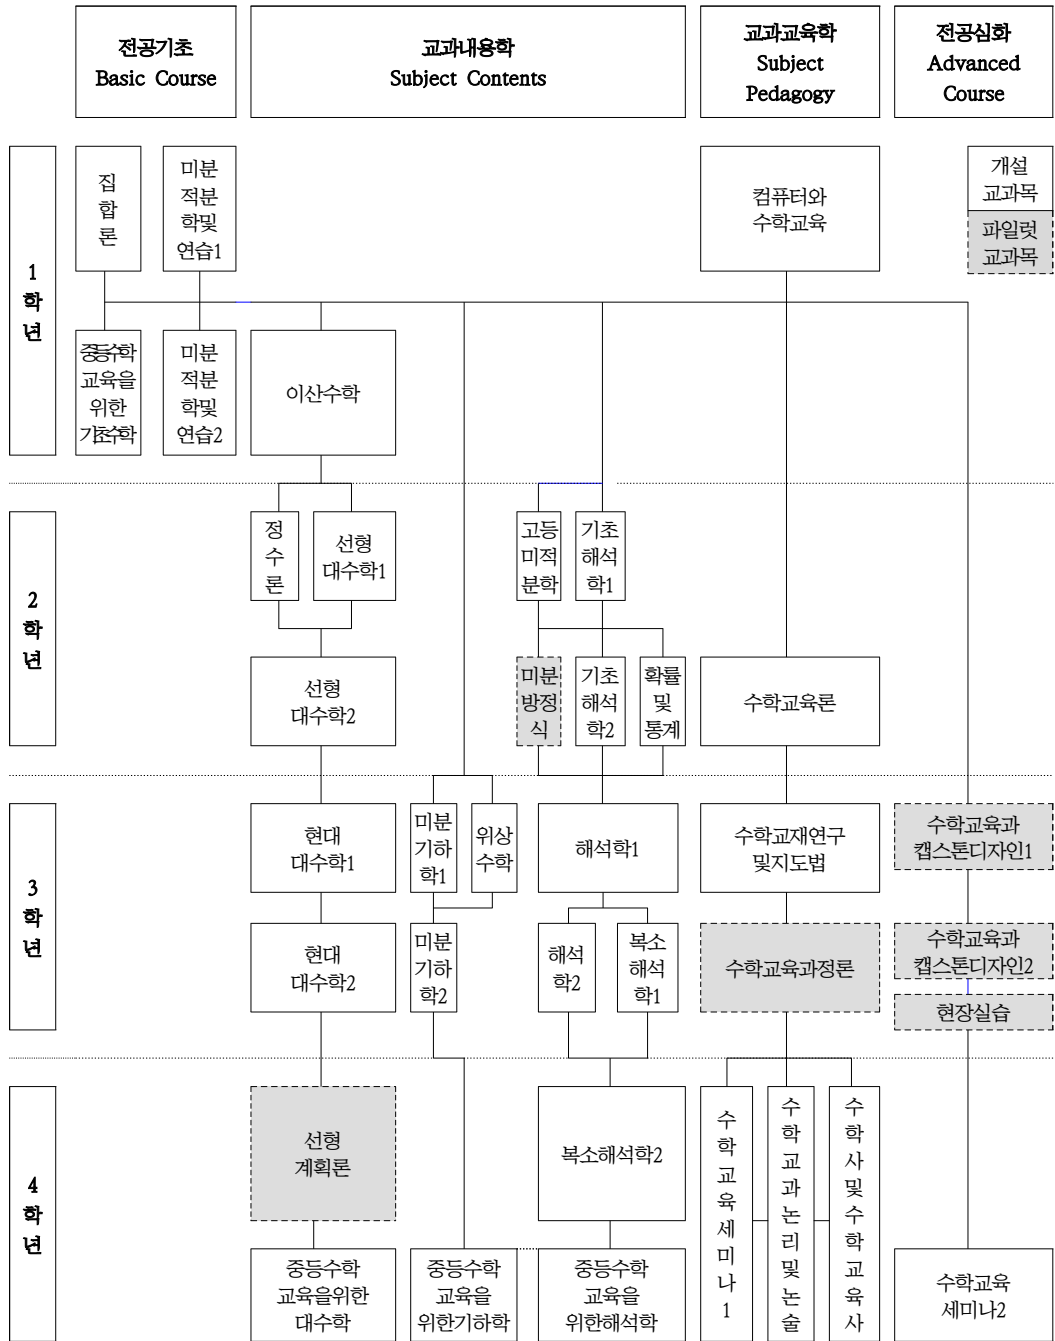 전공기초
Basic Course
교과내용학
Subject Contents
교과교육학
Subject
Pedagogy
전공심화
Advanced
Course
1
학
년
집
합
론
미분
적분
학및
연습1
컴퓨터와
수학교육
개설
교과목
파일럿
교과목
중등수학
교육을
위한
기초수학
미분
적분
학및
연습2
이산수학
2
학
년
정
수
론
선형
대수학1
고등
미적
분학
기초
해석
학1
선형
대수학2
미분
방정
식
기초
해석
학2
확률
및
통계
수학교육론
3
학
년
현대
대수학1
미분
기하
학1
위상
수학
해석학1
수학교재연구
및지도법
수학교육과
캡스톤디자인1
현대
대수학2
미분
기하
학2
해석
학2
복소
해석
학1
수학교육과정론
수학교육과
캡스톤디자인2
현장실습
4
학
년
선형
계획론
복소해석학2
수
학
교
육
세
미
나
1
수
학
교
과
논
리
및
논
술
수
학
사
및
수
학
교
육
사
중등수학
교육을위한
대수학
중등수학
교육을
위한기하학
중등수학
교육을
위한해석학
수학교육
세미나2